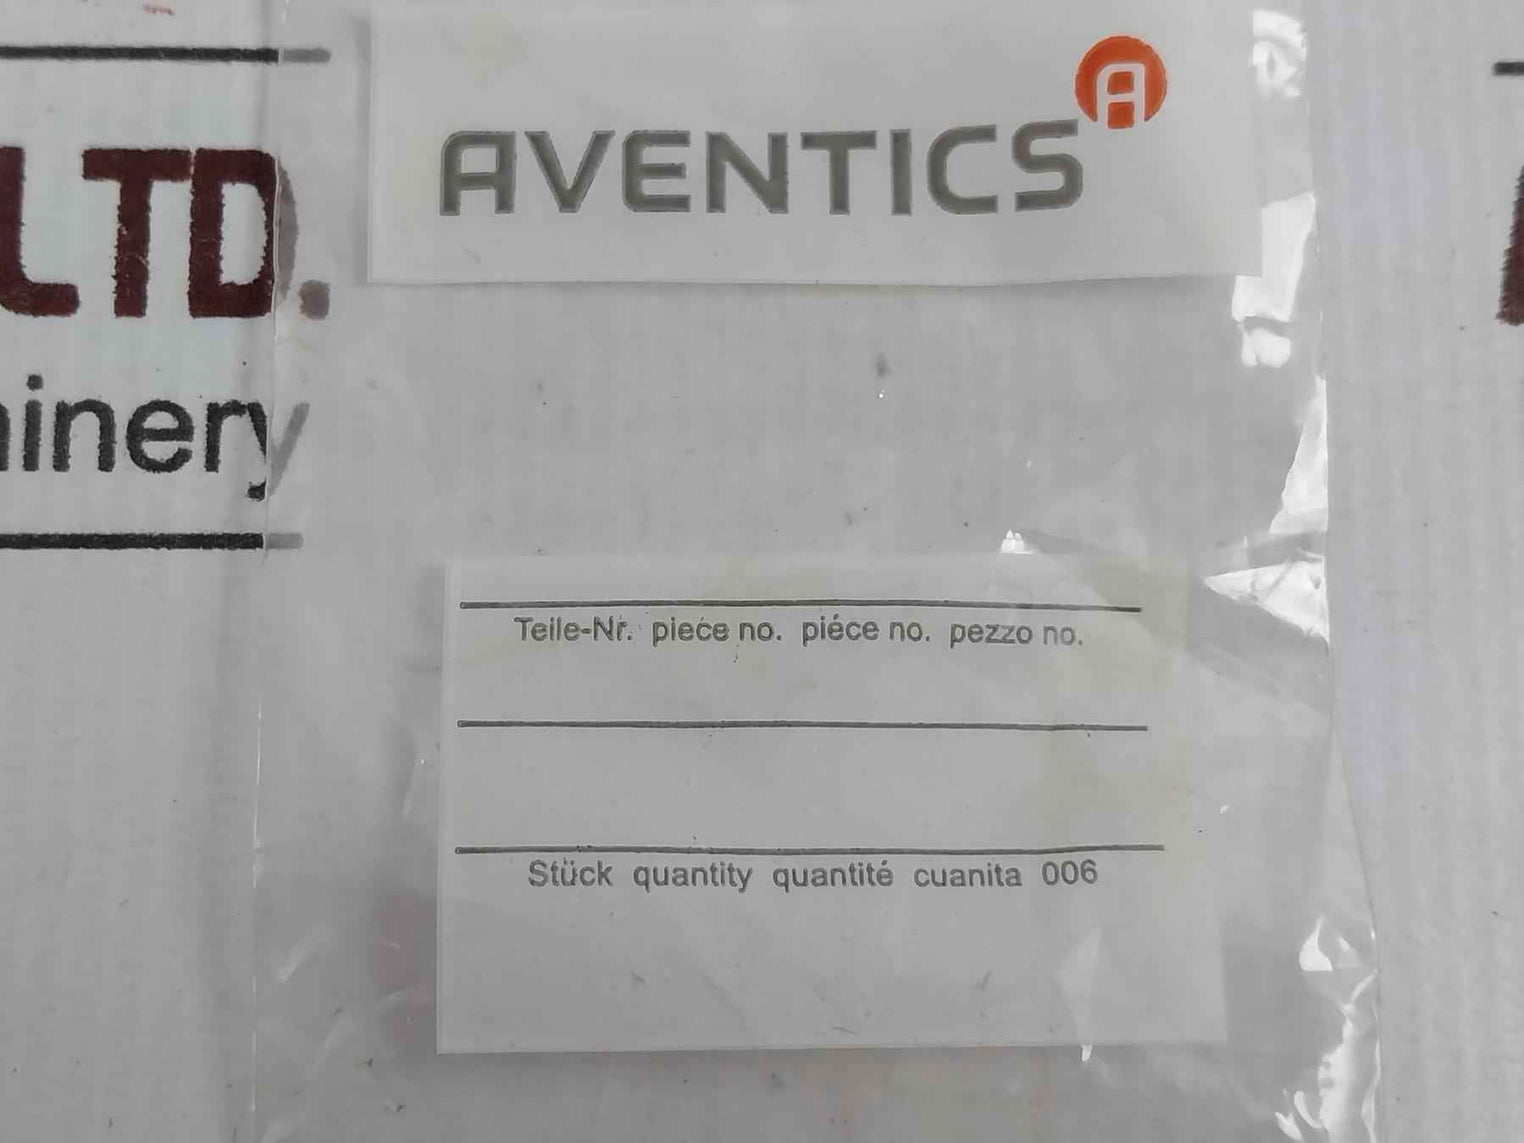 AVENTICS
LTD.
inery
Teile-Nr. piece no. piéce no. pezzo no.
Stück quantity quantité cuanita 006